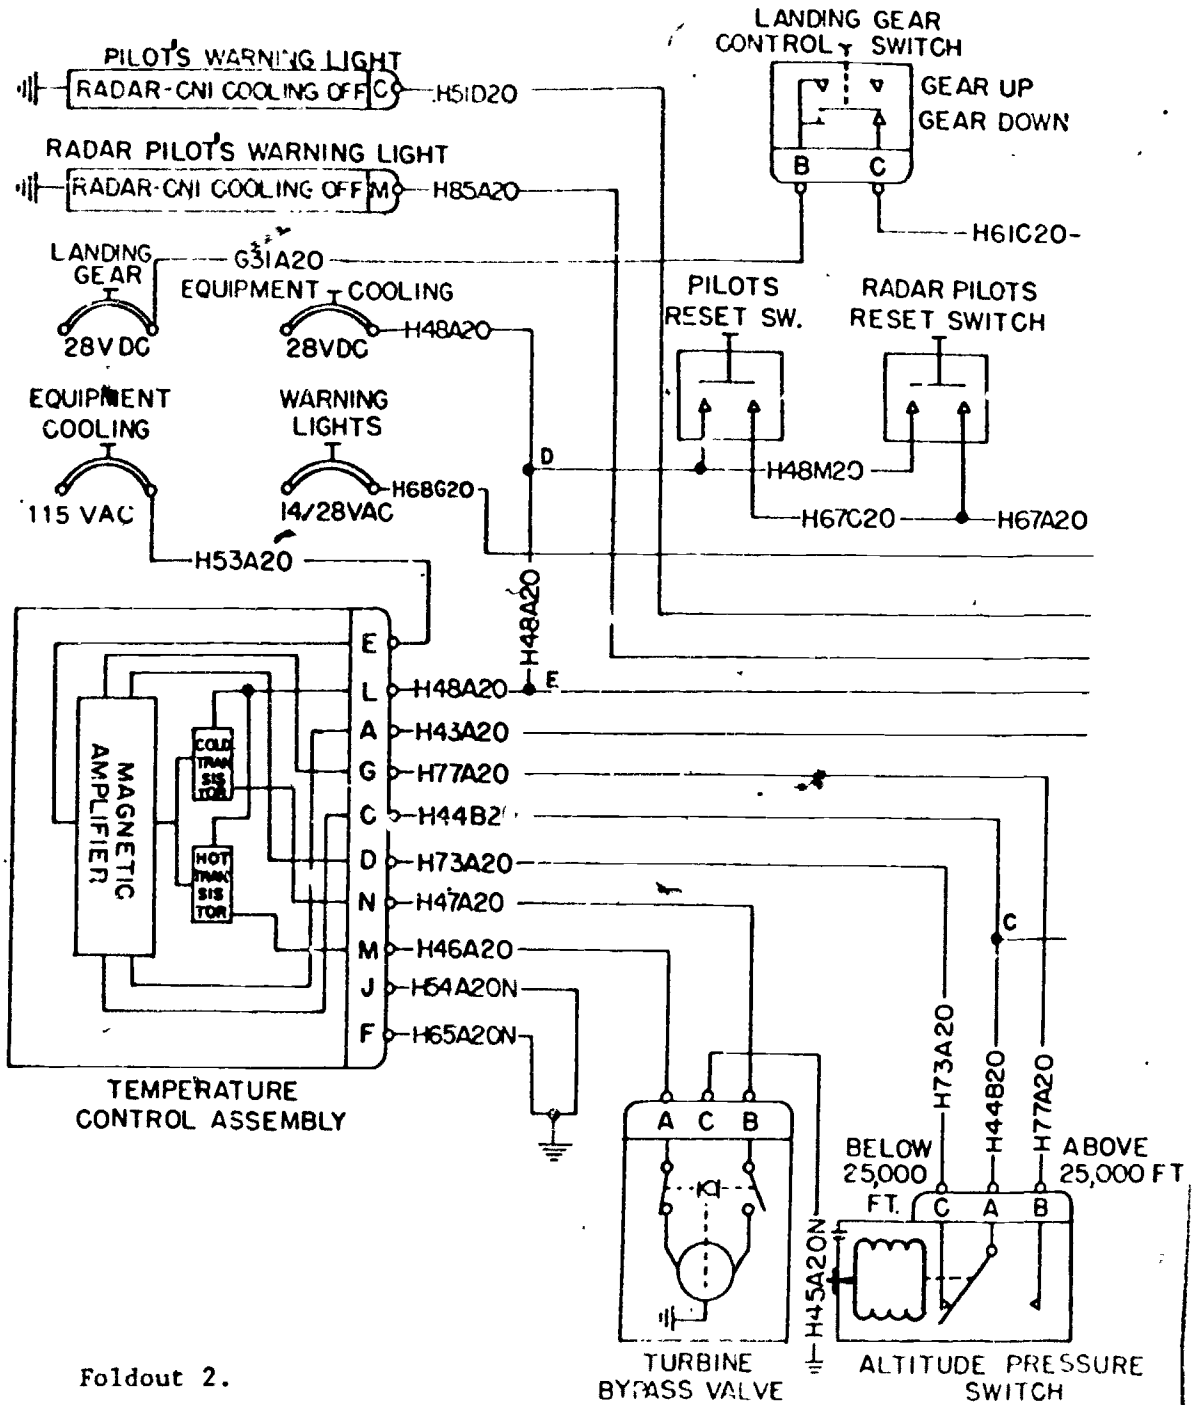 LANDING GEAR
CONTROL SWITCH
GEAR UP
GEAR DOWN
B C
H61C20
PILOT'S WARNING LIGHT
RADAR-CNI COOLING OFF C
H51D20
RADAR PILOT'S WARNING LIGHT
RADAR-CNI COOLING OFF M
H85A20
LANDING
GEAR
28VDC
G31A20
EQUIPMENT COOLING
28VDC
H48A20
PILOTS
RESET SW.
RADAR PILOTS
RESET SWITCH
EQUIPMENT
COOLING
115 VAC
WARNING
LIGHTS
14/28VAC
H68G20
D
H48M20
H67C20
H67A20
H53A20
H48A20
E
L H48A20 E
A H43A20
G H77A20
C H44B2
D H73A20
N H47A20
M H46A20
J H54A20N
F H65A20N
MAGNETIC
AMPLIFIER
COLD
TRAN
SIS
TOR
HOT
TRAN
SIS
TOR
TEMPERATURE
CONTROL ASSEMBLY
C
H73A20
H44B20
H77A20
A C B
H45A20N
TURBINE
BYPASS VALVE
BELOW
25,000
FT.
ABOVE
25,000 FT
C A B
ALTITUDE PRESSURE
SWITCH
Foldout 2.